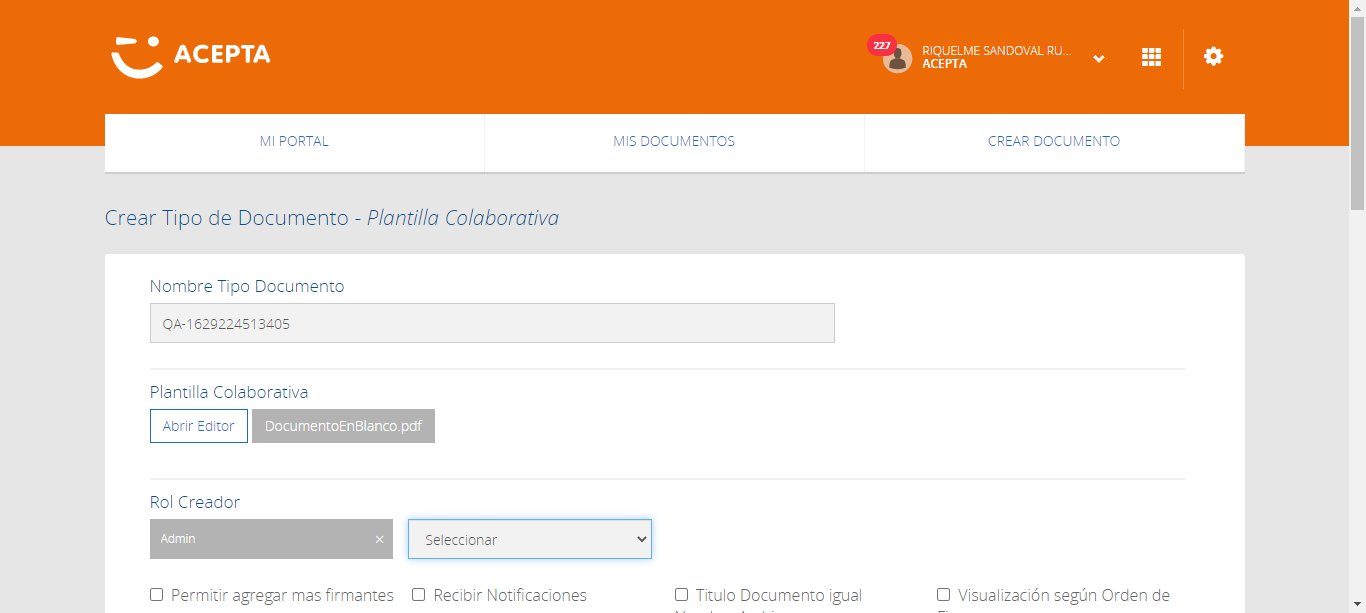 ACEPTA
227
RIQUELME SANDOVAL RU...
ACEPTA
MI PORTAL
MIS DOCUMENTOS
CREAR DOCUMENTO
Crear Tipo de Documento - Plantilla Colaborativa
Nombre Tipo Documento
QA-1629224513405
Plantilla Colaborativa
Abrir Editor
DocumentoEnBlanco.pdf
Rol Creador
Admin ×
Seleccionar
Permitir agregar mas firmantes
Recibir Notificaciones
Titulo Documento igual
Visualización según Orden de